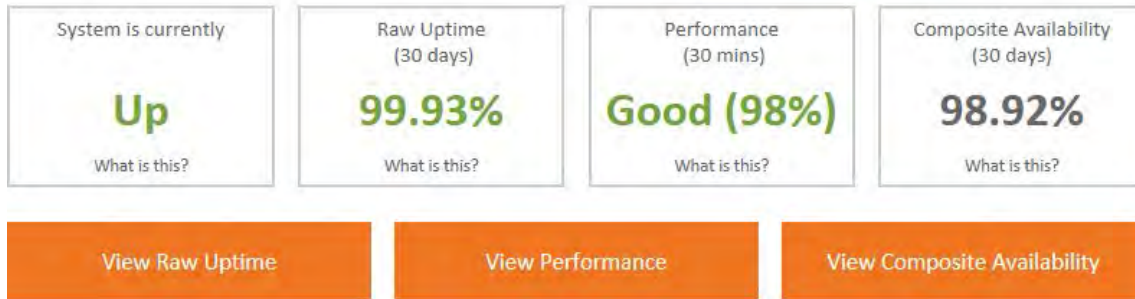 System is currently
Up
What is this?
Raw Uptime
(30 days)
99.93%
What is this?
Performance
(30 mins)
Good (98%)
What is this?
Composite Availability
(30 days)
98.92%
What is this?
View Raw Uptime
View Performance
View Composite Availability